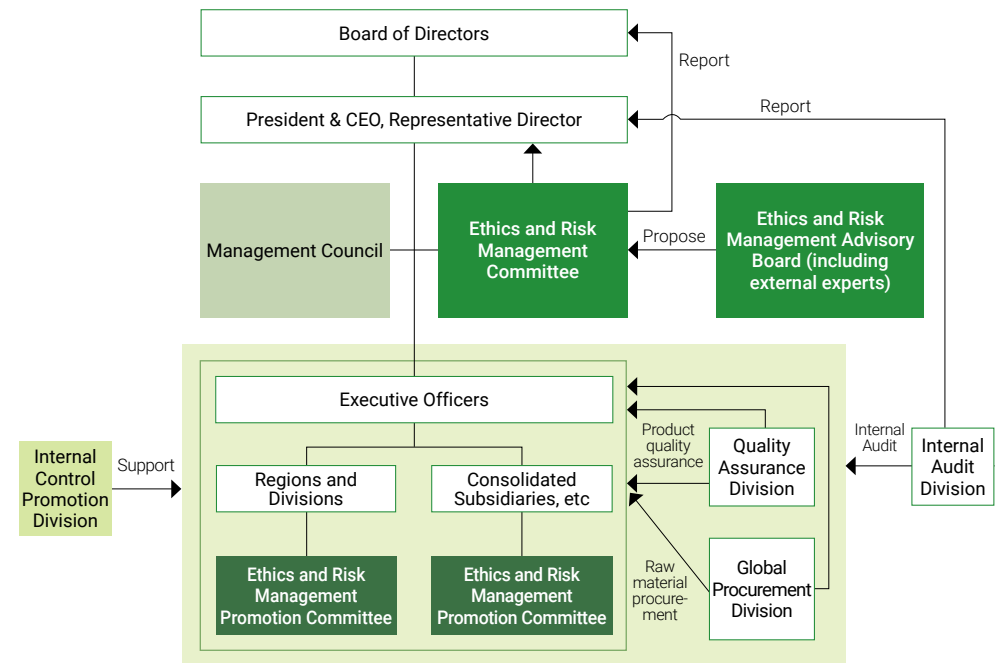 Board of Directors
Report
President & CEO, Representative Director
Report
Management Council
Ethics and Risk
Management
Committee
Propose
Ethics and Risk
Management Advisory
Board (including
external experts)
Executive Officers
Internal
Control
Promotion
Division
Support
Regions and
Divisions
Consolidated
Subsidiaries, etc
Product
quality
assurance
Quality
Assurance
Division
Internal
Audit
Internal
Audit
Division
Ethics and Risk
Management
Promotion Committee
Ethics and Risk
Management
Promotion Committee
Raw
material
procure-
ment
Global
Procurement
Division